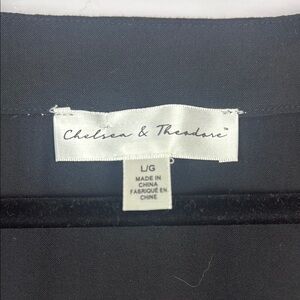 Chelsea & Theodore™
L/G
MADE IN
CHINA
FABRIQUÉ EN
CHINE